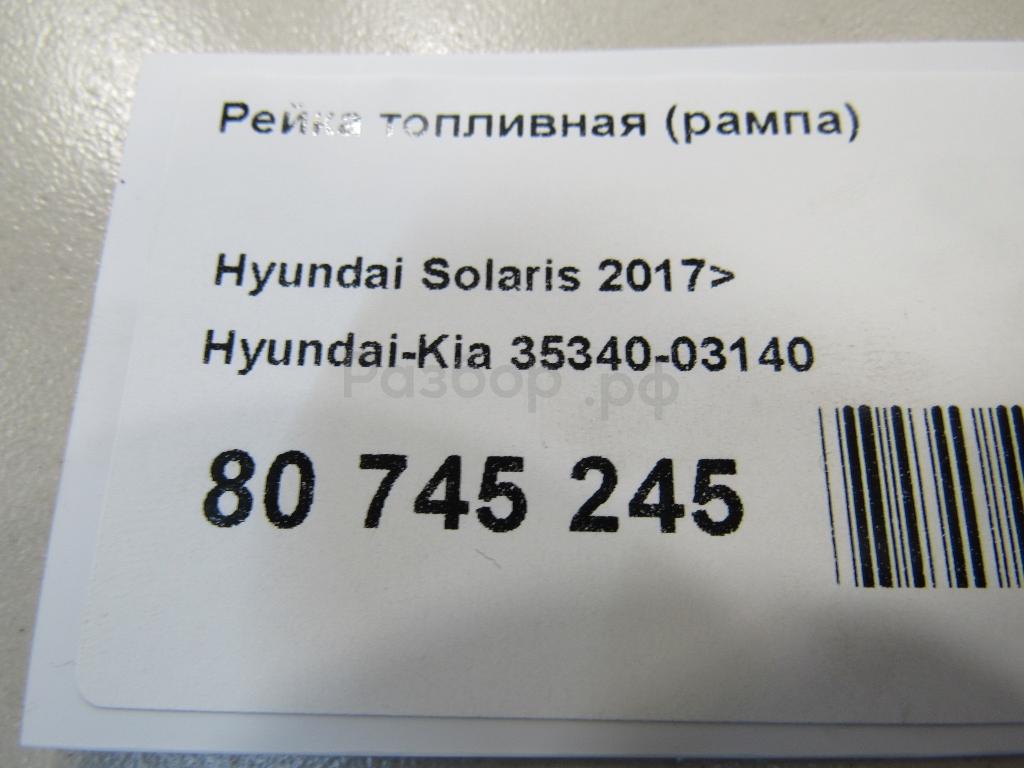 Рейка топливная (рампа)
Hyundai Solaris 2017>
Hyundai-Kia 35340-03140
Разбор.рф
80 745 245